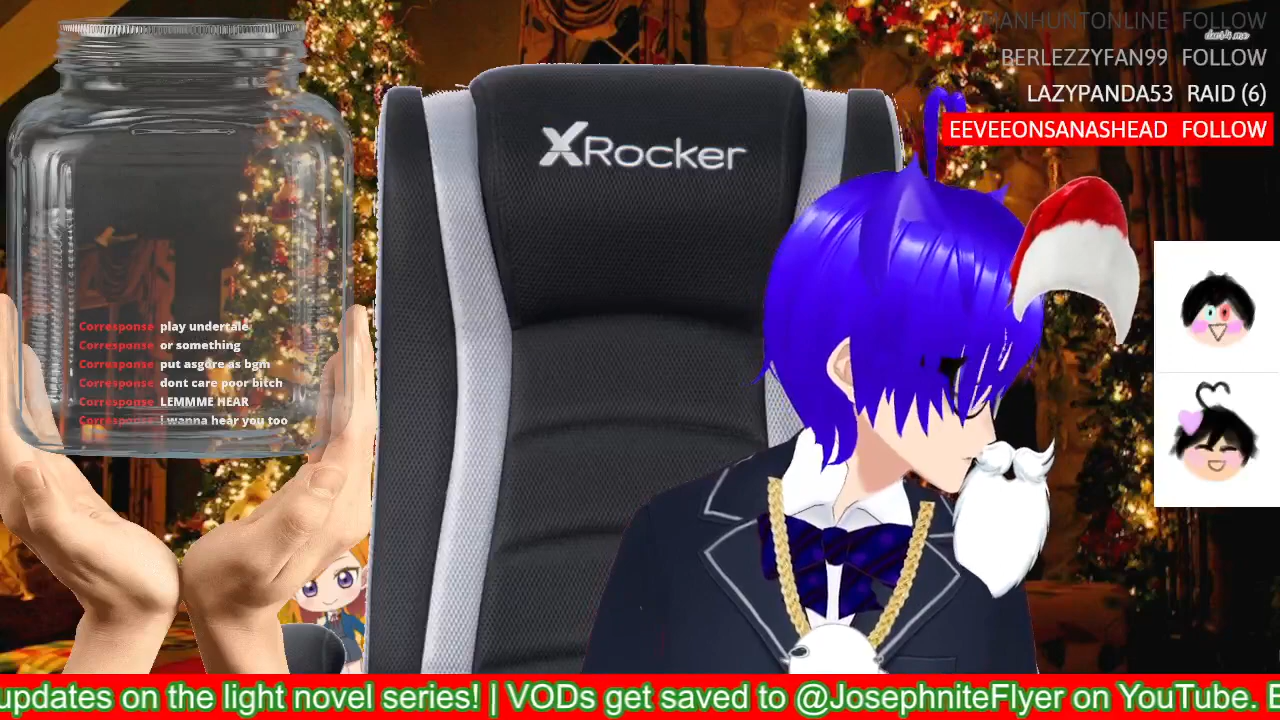 MANHUNTONLINE FOLLOW
BERLEZZYFAN99 FOLLOW
LAZYPANDA53 RAID (6)
EEVEEONSANASHEAD FOLLOW
XRocker
Corresponse play undertale
Corresponse or something
Corresponse put asgore as bgm
Corresponse dont care poor bitch
Corresponse LEMMME HEAR
Corresponse i wanna hear you too
updates on the light novel series! | VODs get saved to @JosephniteFlyer on YouTube. E